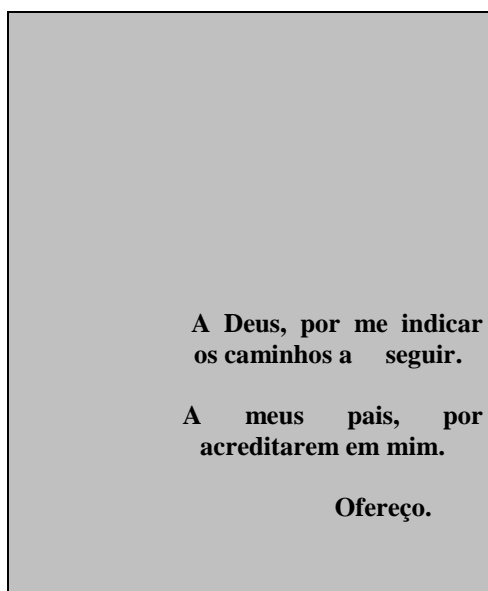 A Deus, por me indicar
os caminhos a seguir.
A meus pais, por
acreditarem em mim.
Ofereço.